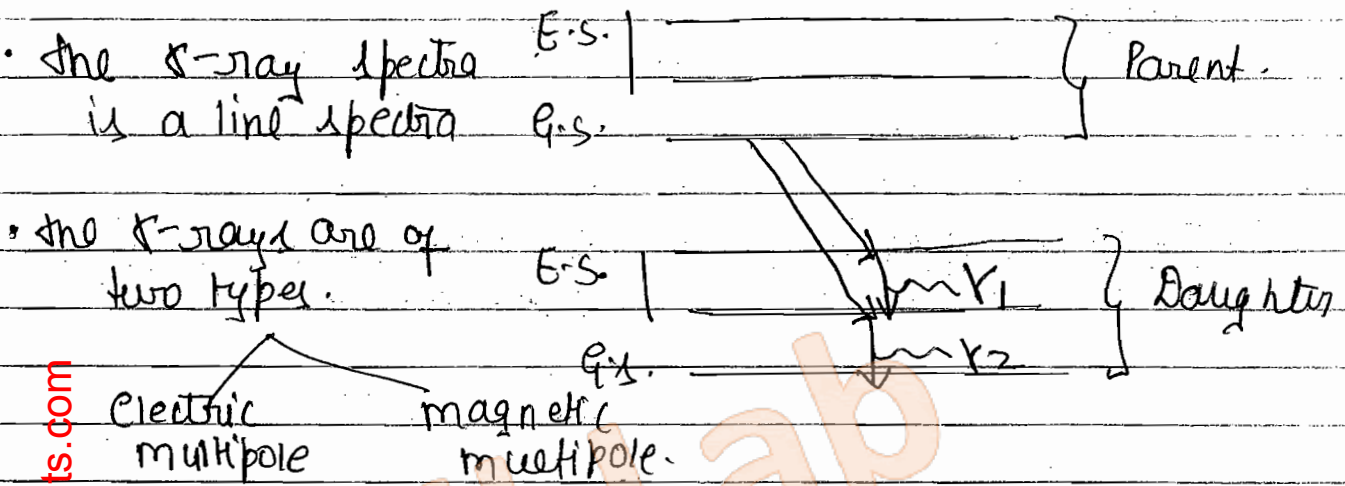 • the γ-ray spectra
is a line spectra
E.S.
G.S.
Parent.
• the γ-rays are of
two types.
electric
multipole
magnetic
multipole.
E.S.
G.S.
γ1
γ2
Daughter
ts.com
Lab